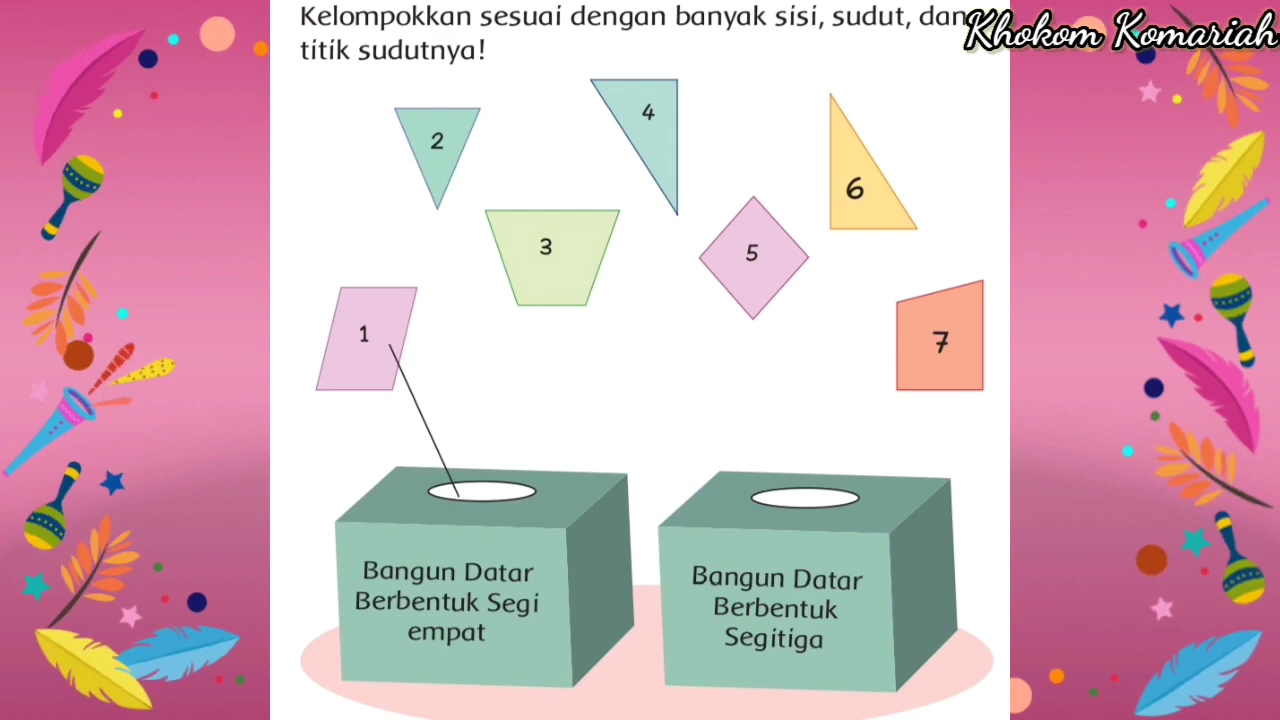 Kelompokkan sesuai dengan banyak sisi, sudut, dan
titik sudutnya!
Khokom Komariah
4
2
6
3
5
1
7
Bangun Datar
Berbentuk Segi
empat
Bangun Datar
Berbentuk
Segitiga